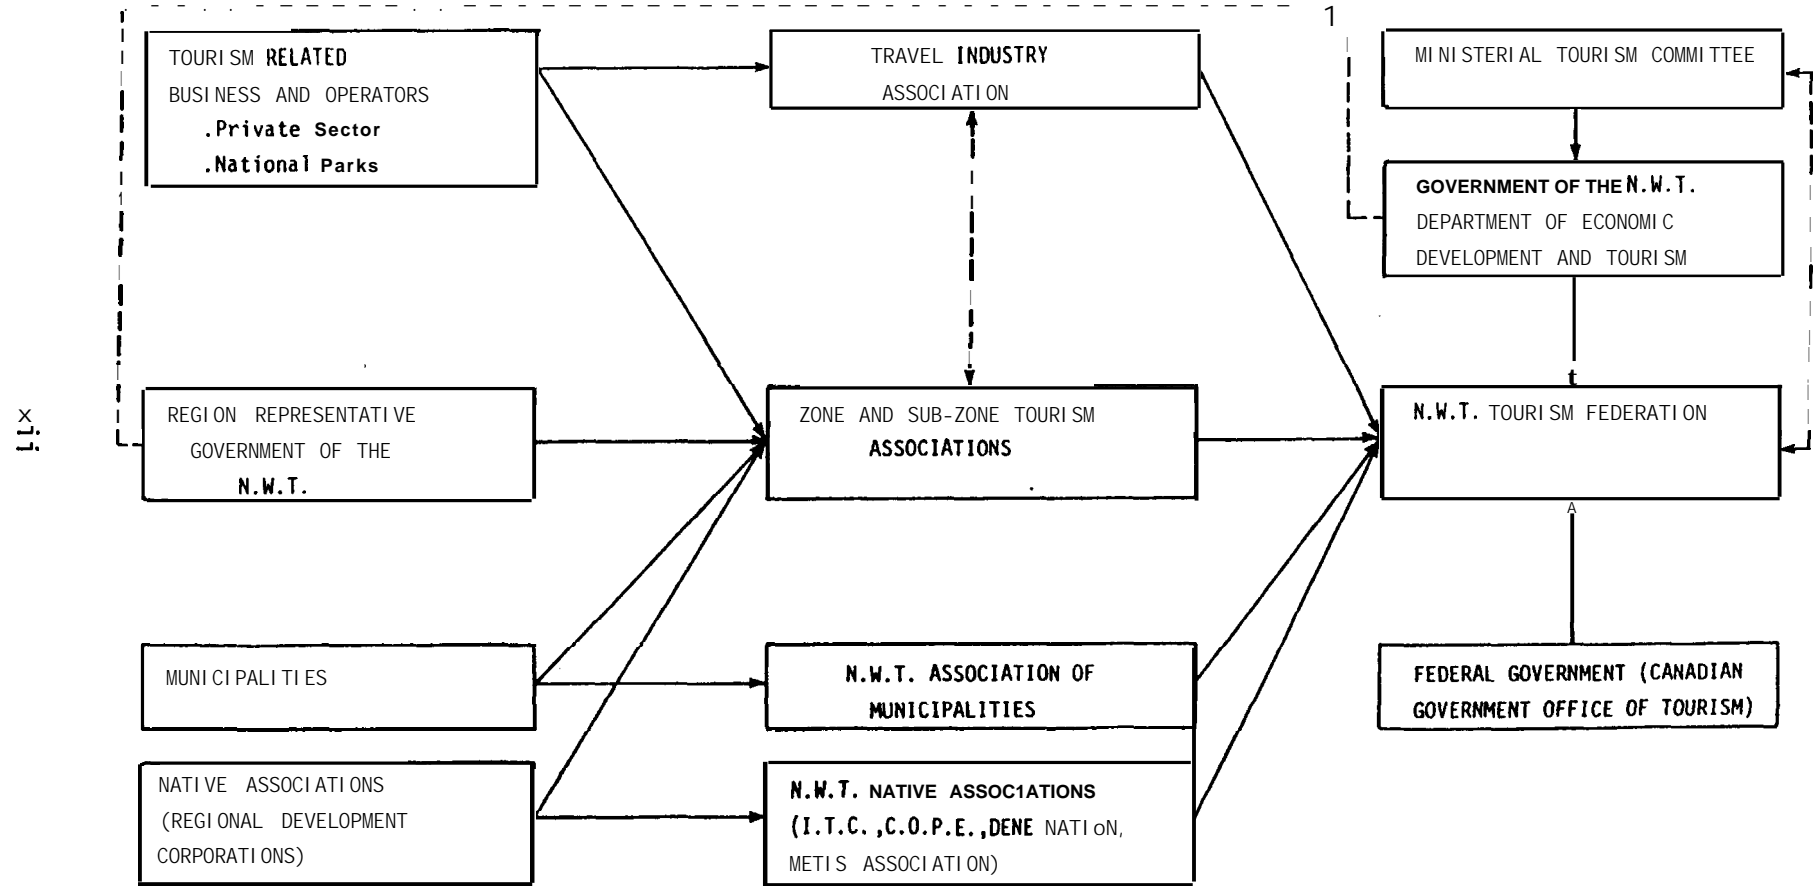 TOURISM RELATED
BUSINESS AND OPERATORS
.Private Sector
.National Parks
TRAVEL INDUSTRY
ASSOCIATION
1
MINISTERIAL TOURISM COMMITTEE
GOVERNMENT OF THE N.W.T.
DEPARTMENT OF ECONOMIC
DEVELOPMENT AND TOURISM
t
REGION REPRESENTATIVE
GOVERNMENT OF THE
N.W.T.
ZONE AND SUB-ZONE TOURISM
ASSOCIATIONS
N.W.T. TOURISM FEDERATION
A
MUNICIPALITIES
N.W.T. ASSOCIATION OF
MUNICIPALITIES
FEDERAL GOVERNMENT (CANADIAN
GOVERNMENT OFFICE OF TOURISM)
NATIVE ASSOCIATIONS
(REGIONAL DEVELOPMENT
CORPORATIONS)
N.W.T. NATIVE ASSOC1ATIONS
(I.T.C.,C.O.P.E.,DENE NATIoN,
METIS ASSOCIATION)